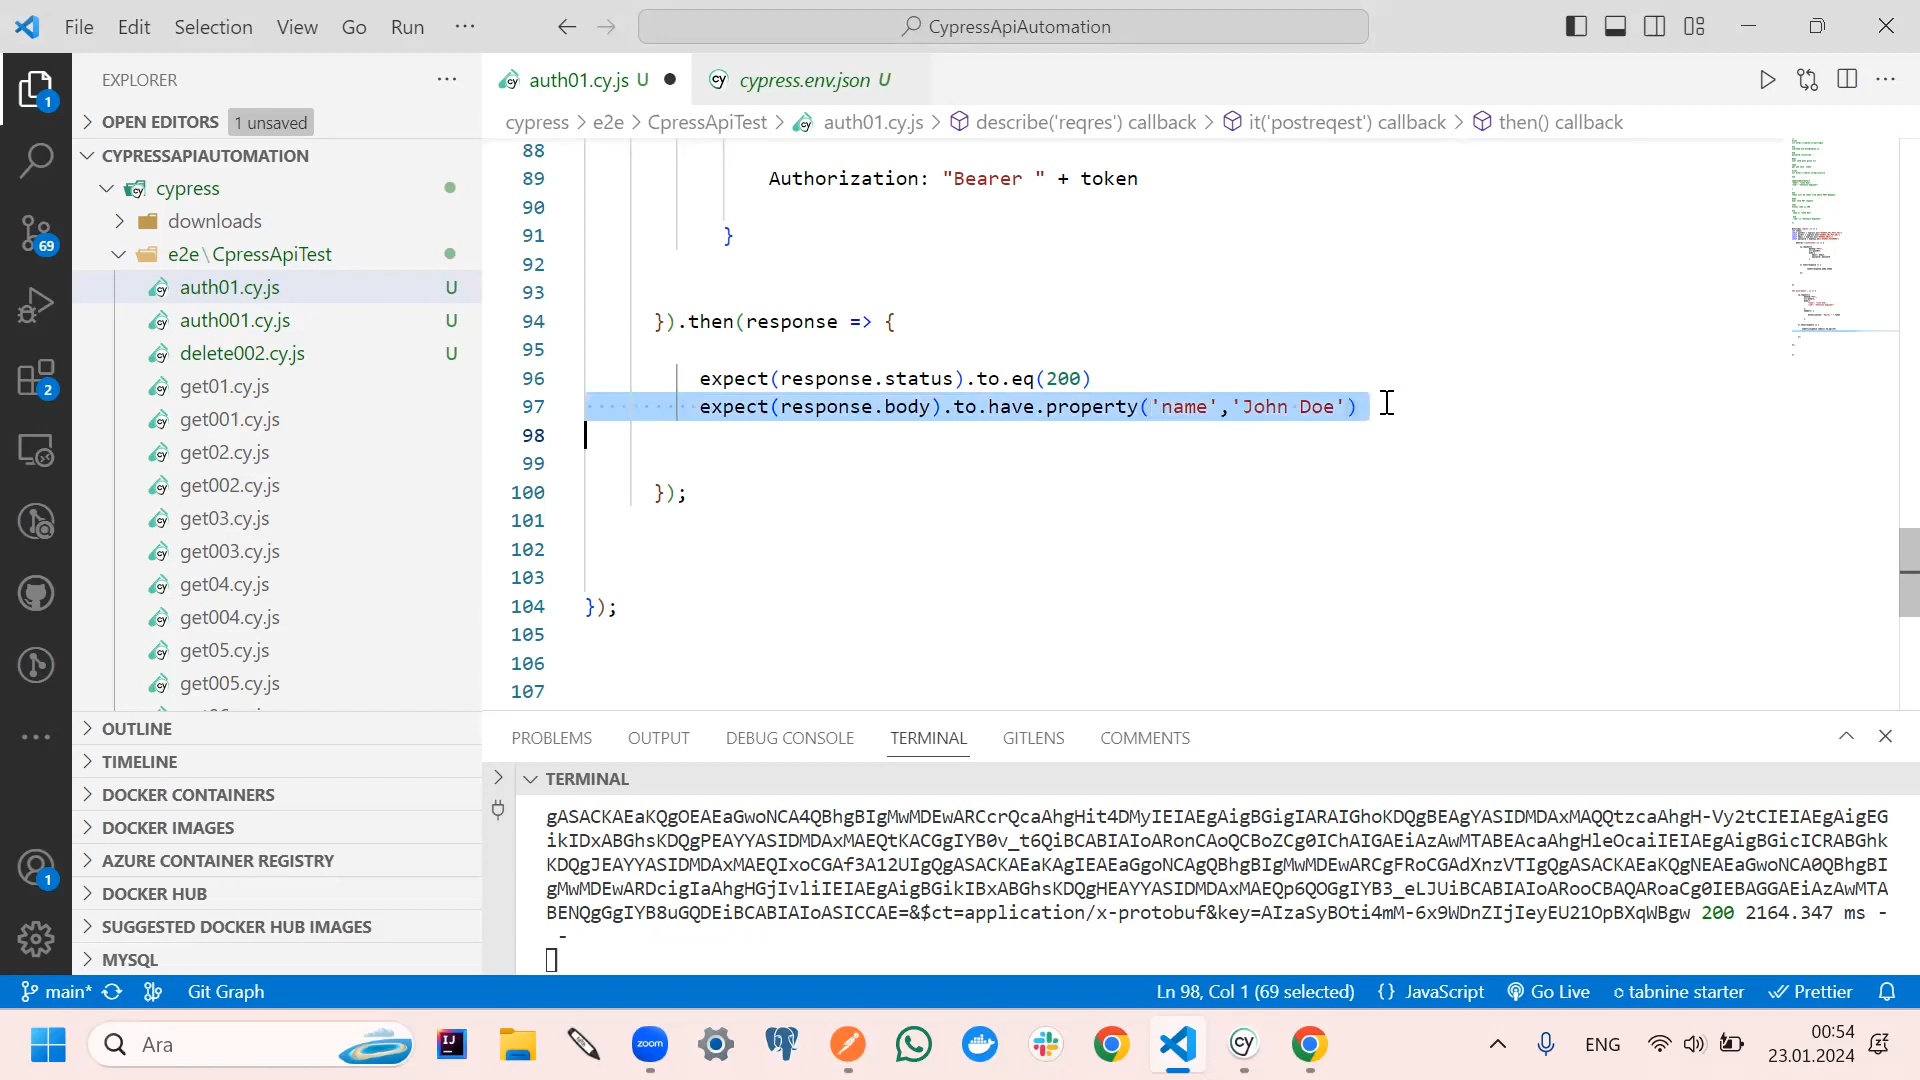 File Edit Selection View Go Run ···
CypressApiAutomation
EXPLORER
OPEN EDITORS 1 unsaved
CYPRESSAPIAUTOMATION
cypress
downloads
e2e\CpressApiTest
auth01.cy.js U
auth001.cy.js U
delete002.cy.js U
get01.cy.js
get001.cy.js
get02.cy.js
get002.cy.js
get03.cy.js
get003.cy.js
get04.cy.js
get004.cy.js
get05.cy.js
get005.cy.js
OUTLINE
TIMELINE
DOCKER CONTAINERS
DOCKER IMAGES
AZURE CONTAINER REGISTRY
DOCKER HUB
SUGGESTED DOCKER HUB IMAGES
MYSQL
1
69
2
1
auth01.cy.js U
cypress.env.json U
cypress > e2e > CpressApiTest > auth01.cy.js > describe('reqres') callback > it('postreqest') callback > then() callback
88
89 Authorization: "Bearer " + token
90
91 }
92
93
94 }).then(response => {
95
96 expect(response.status).to.eq(200)
97 expect(response.body).to.have.property('name','John Doe')
98
99
100 });
101
102
103
104 });
105
106
107
PROBLEMS OUTPUT DEBUG CONSOLE TERMINAL GITLENS COMMENTS
TERMINAL
gASACKAEaKQgOEAEaGwoNCA4QBhgBIgMwMDEwARCcrQcaAhgHit4DMyIEIAEgAigBGigIARAIGhoKDQgBEAgYASIDMDAxMAQQtzcaAhgH-Vy2tCIEIAEgAigEG
ikIDxABGhsKDQgPEAYYASIDMDAxMAEQtKACGgIYB0v_t6QiBCABIAIoARonCAoQCBoZCg0IChAIGAEiAzAwMTABEAcaAhgHleOcaiIEIAEgAigBGicICRABGhk
KDQgJEAYYASIDMDAxMAEQIxoCGAf3A12UIgQgASACKAEaKAgIEAEaGgoNCAgQBhgBIgMwMDEwARCgFRoCGAdXnzVTIgQgASACKAEaKQgNEAEaGwoNCA0QBhgBI
gMwMDEwARDcigIaAhgHGjIvliIEIAEgAigBGikIBxABGhsKDQgHEAYYASIDMDAxMAEQp6QOGgIYB3_eLJUiBCABIAIoARooCBAQARoaCg0IEBAGGAEiAzAwMTA
BENQgGgIYB8uGQDEiBCABIAIoASICCAE=&$ct=application/x-protobuf&key=AIzaSyBOti4mM-6x9WDnZIjIeyEU21OpBXqWBgw 200 2164.347 ms -
-
main* Git Graph Ln 98, Col 1 (69 selected) {} JavaScript Go Live tabnine starter Prettier
Ara
zoom
ENG
00:54
23.01.2024